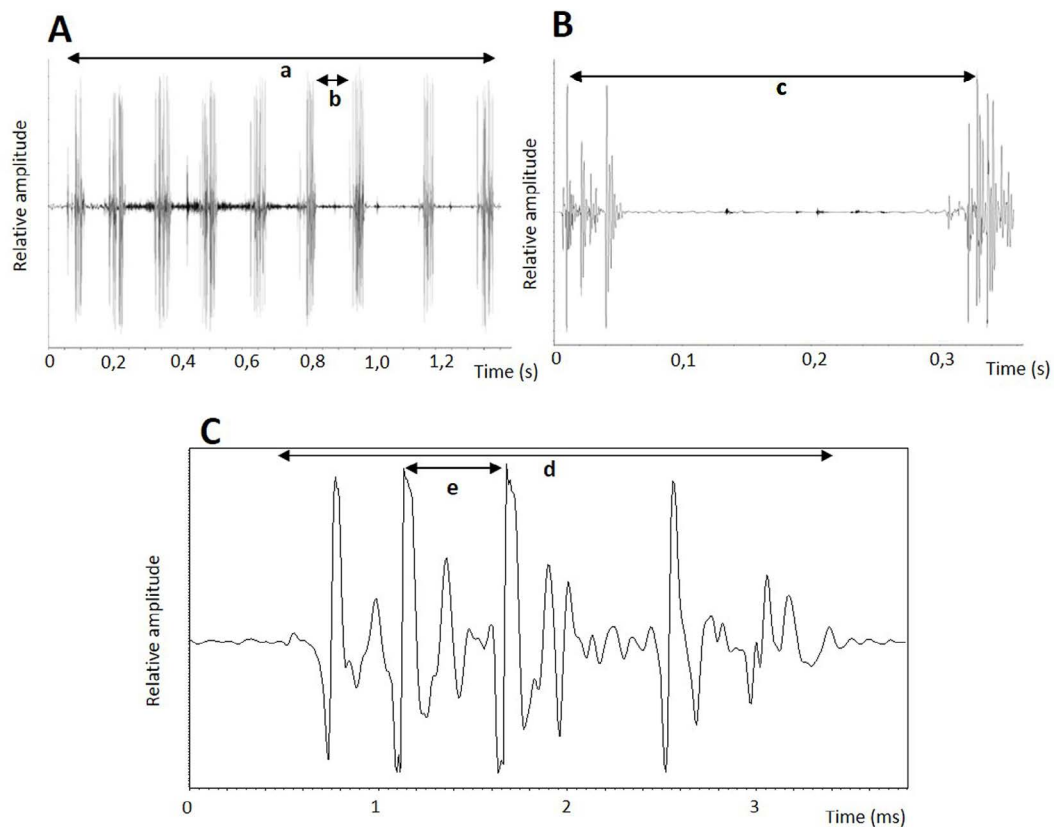 A
a
b
Relative amplitude
0 0,2 0,4 0,6 0,8 1,0 1,2
Time (s)
B
c
Relative amplitude
0 0,1 0,2 0,3
Time (s)
C
d
e
Relative amplitude
0 1 2 3
Time (ms)